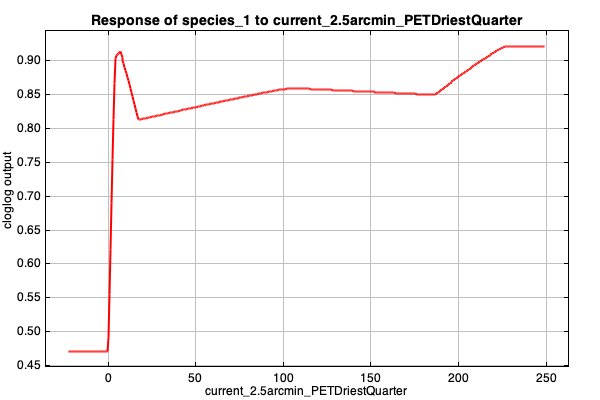 Response of species_1 to current_2.5arcmin_PETDriestQuarter
cloglog output
0.90
0.85
0.80
0.75
0.70
0.65
0.60
0.55
0.50
0.45
0 50 100 150 200 250
current_2.5arcmin_PETDriestQuarter